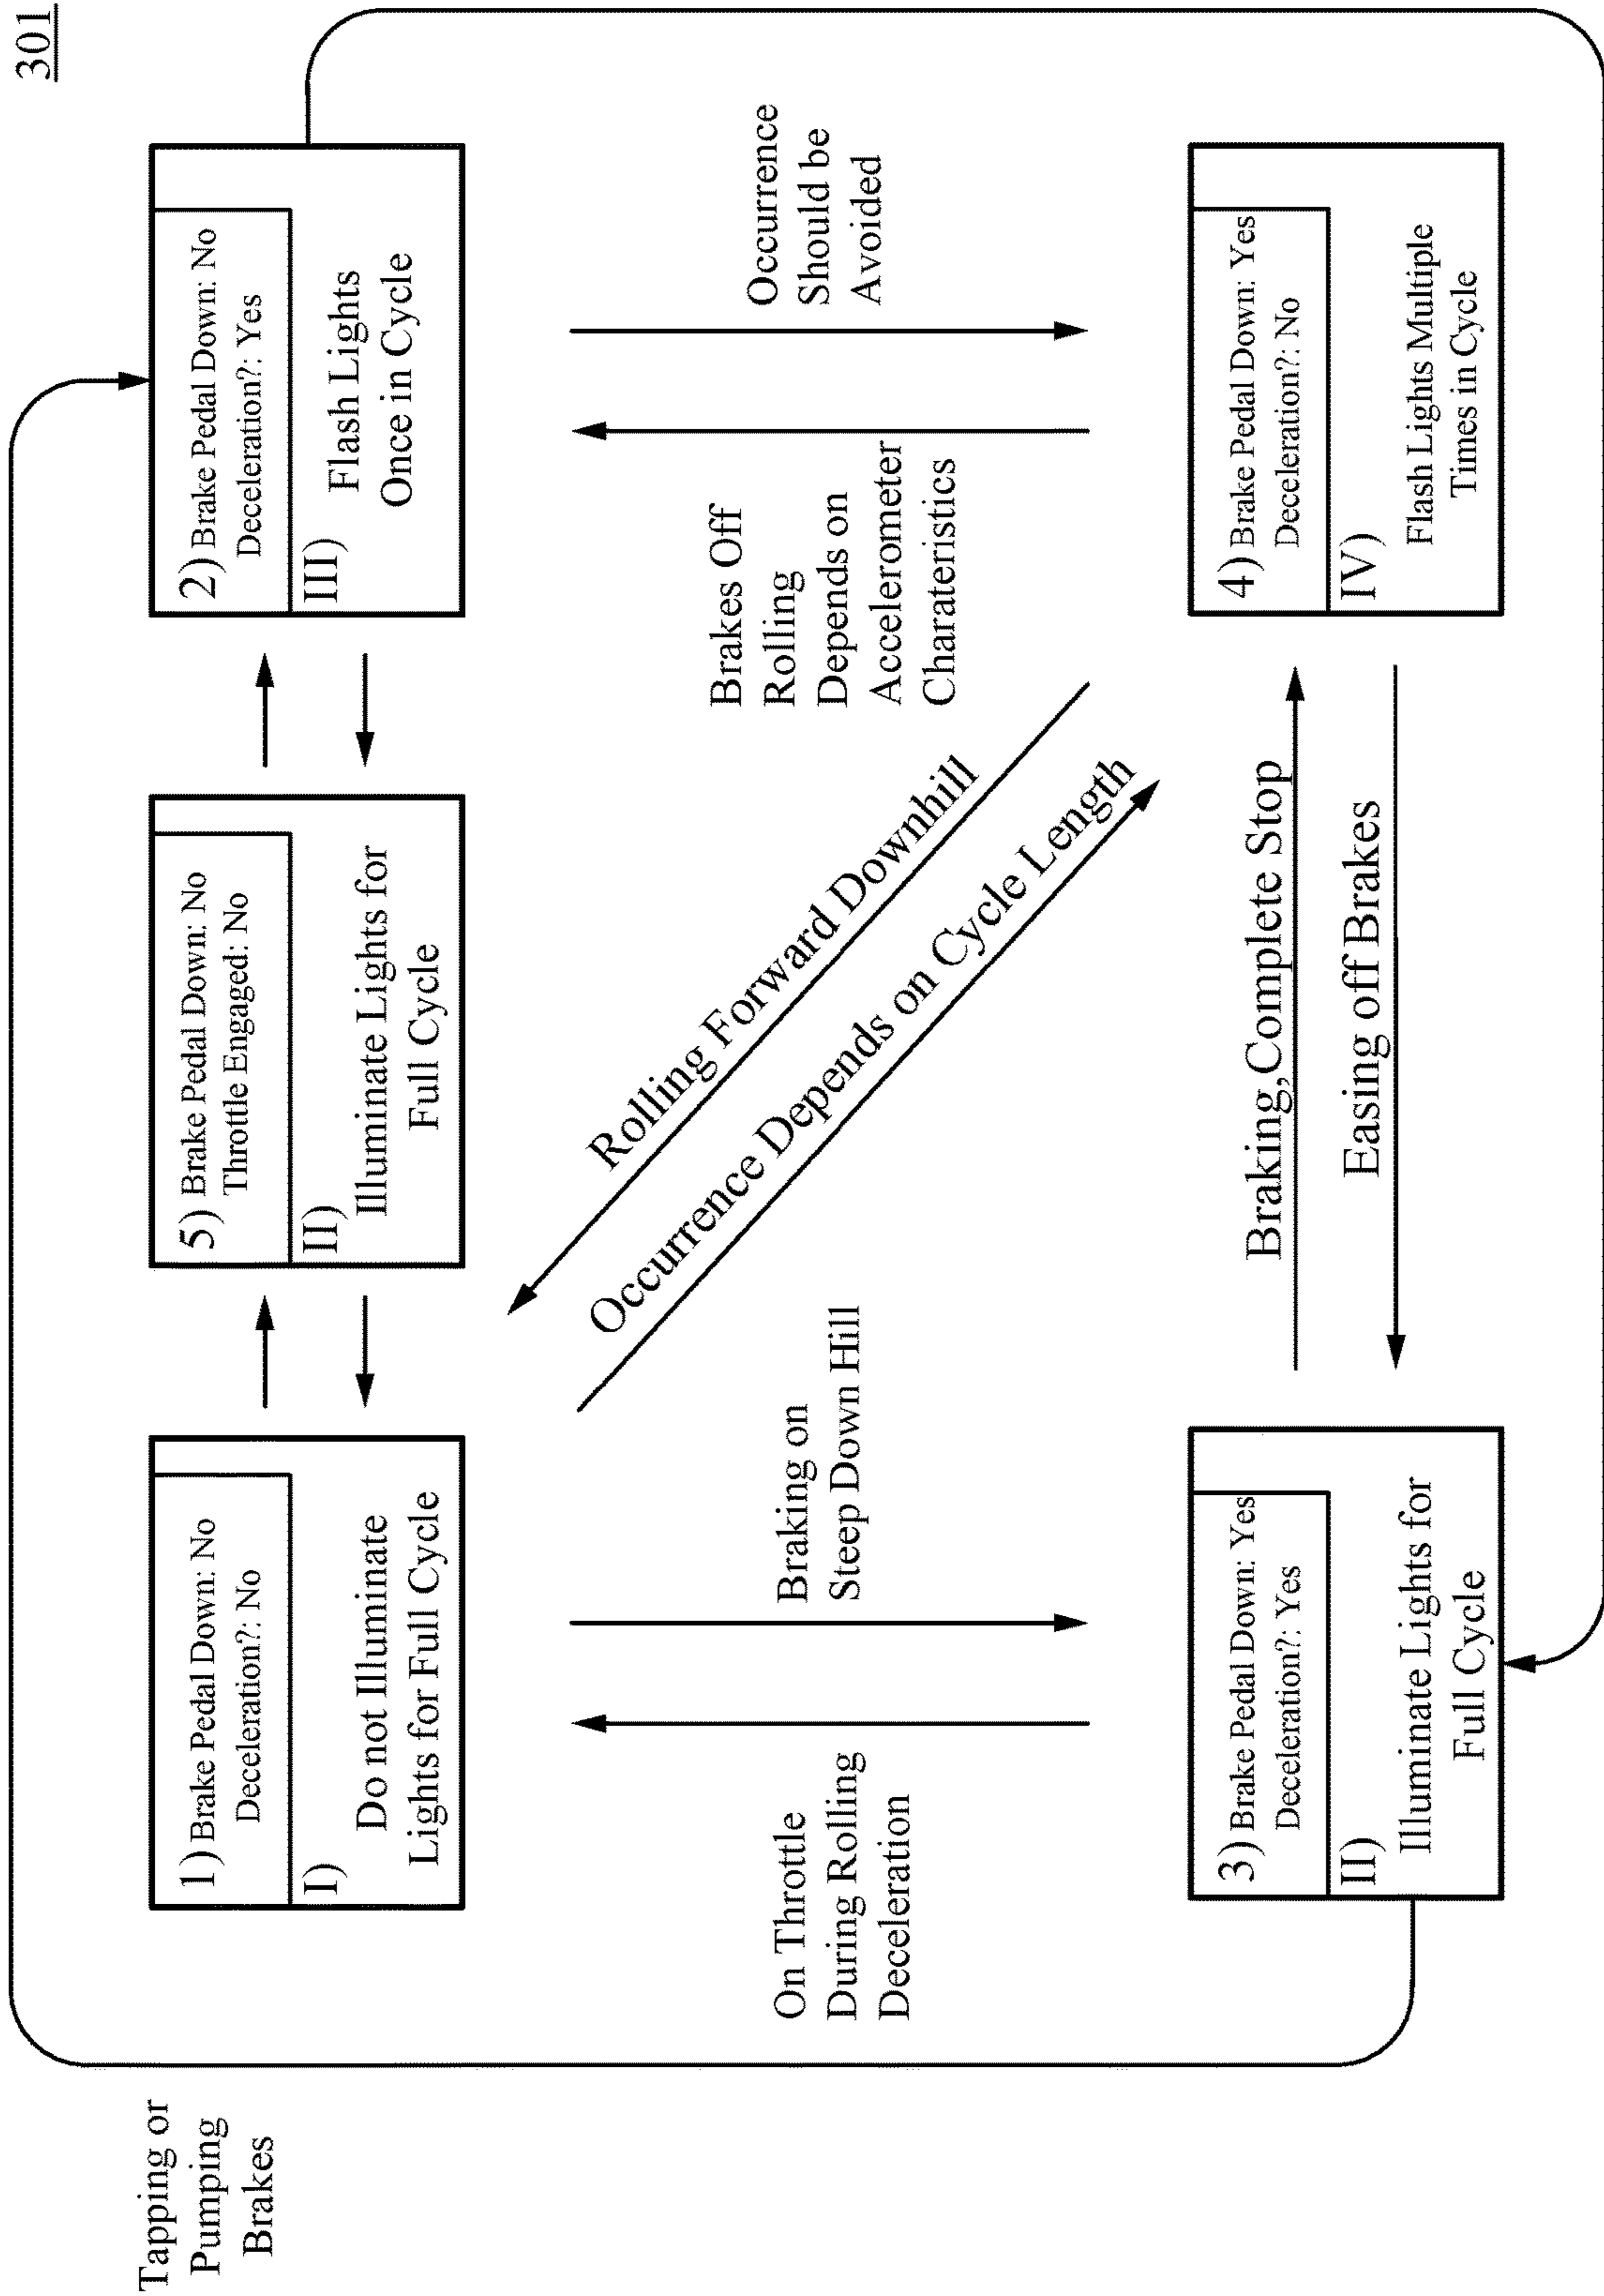 301
Tapping or
Pumping
Brakes
1) Brake Pedal Down: No
Deceleration?: No
I)
Do not Illuminate
Lights for Full Cycle
5) Brake Pedal Down: No
Throttle Engaged: No
II)
Illuminate Lights for
Full Cycle
2) Brake Pedal Down: No
Deceleration?: Yes
III)
Flash Lights
Once in Cycle
On Throttle
During Rolling
Deceleration
Braking on
Steep Down Hill
Rolling Forward Downhill
Occurrence Depends on Cycle Length
Brakes Off
Rolling
Depends on
Accelerometer
Charateristics
Occurrence
Should be
Avoided
3) Brake Pedal Down: Yes
Deceleration?: Yes
II)
Illuminate Lights for
Full Cycle
Braking,Complete Stop
Easing off Brakes
4) Brake Pedal Down: Yes
Deceleration?: No
IV)
Flash Lights Multiple
Times in Cycle